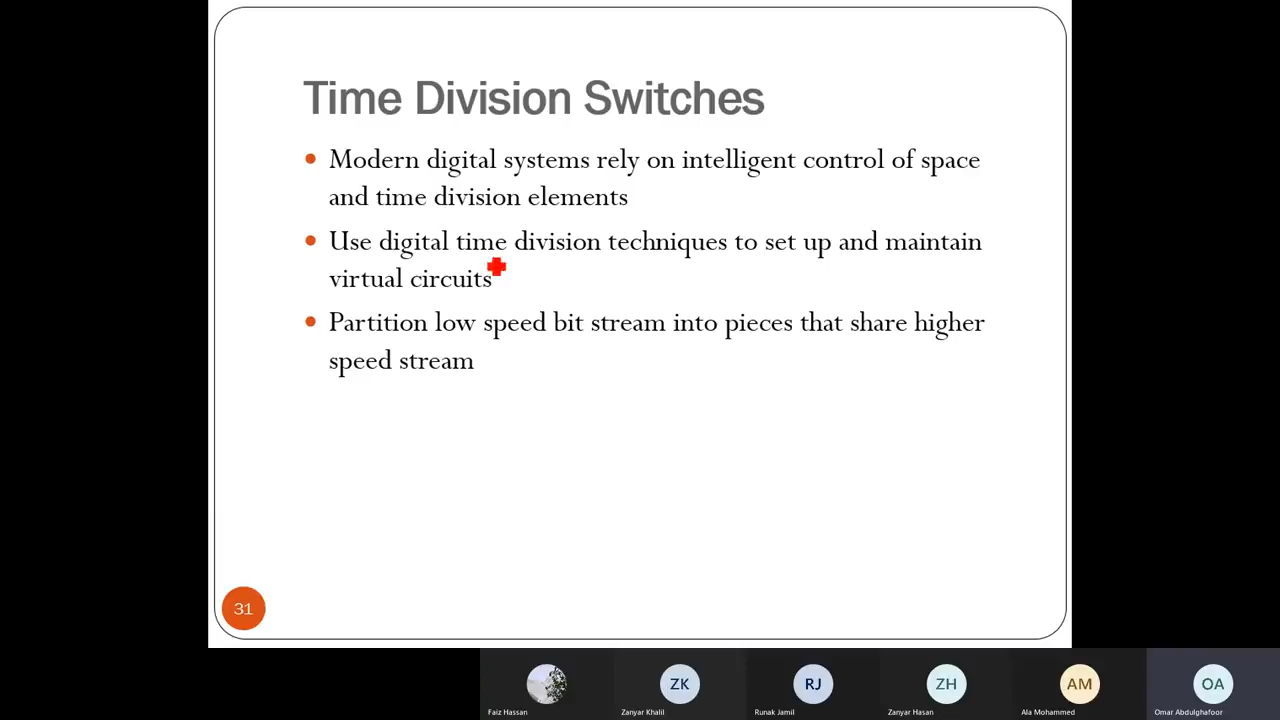 Time Division Switches
Modern digital systems rely on intelligent control of space
and time division elements
Use digital time division techniques to set up and maintain
virtual circuits
Partition low speed bit stream into pieces that share higher
speed stream
31
ZK
RJ
ZH
AM
OA
Faiz Hassan
Zanyar Khalil
Runak Jamil
Zanyar Hasan
Ala Mohammed
Omar Abdulghafoor